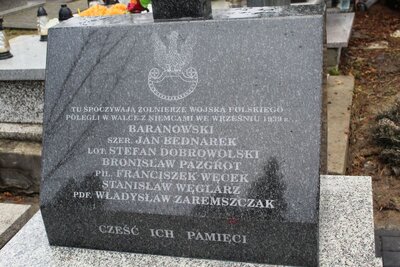 TU SPOCZYWAJĄ ŻOŁNIERZE WOJSKA POLSKIEGO
POLEGLI W WALCE Z NIEMCAMI WE WRZEŚNIU 1939 r.
BARANOWSKI
SZER. JAN BEDNAREK
LOT. STEFAN DOBROWOLSKI
BRONISŁAW PAZGROT
PIL. FRANCISZEK WĘCEK
STANISŁAW WĘGLARZ
PDF. WŁADYSŁAW ZAREMSZCZAK
CZEŚĆ ICH PAMIĘCI